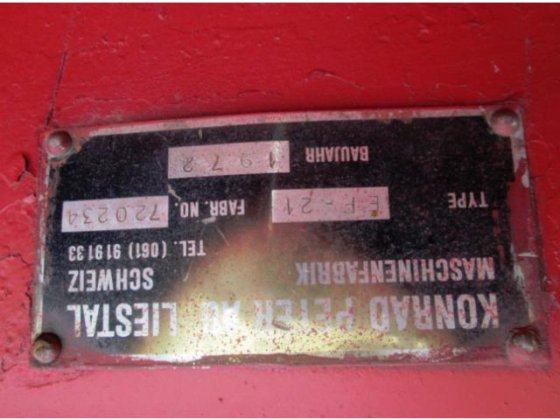 KONRAD PETER AG LIESTAL
MASCHINENFABRIK SCHWEIZ
TEL. (061) 91 91 33
TYPE EF-21 FABR. NO. 720234
BAUJAHR 1972